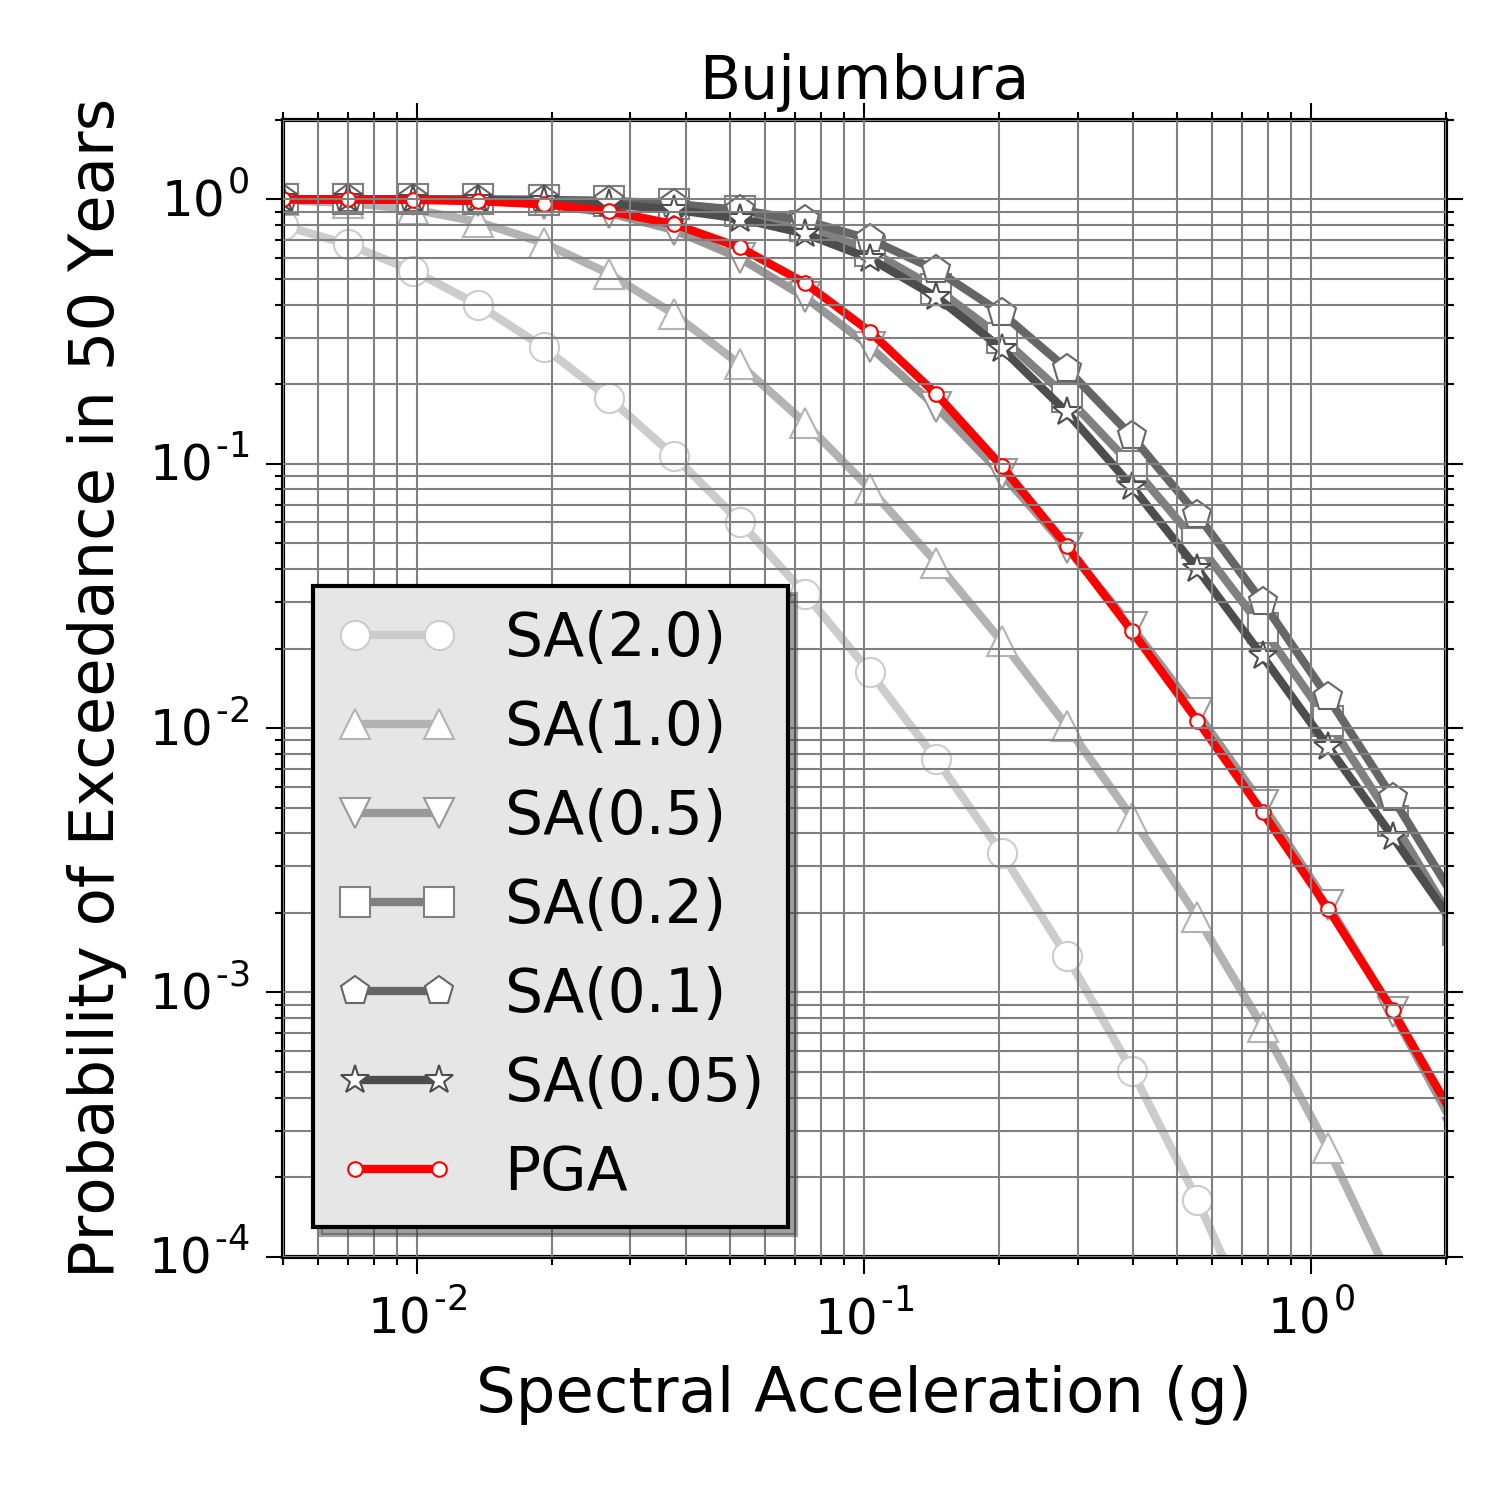 Bujumbura
Probability of Exceedance in 50 Years
10^0
10^-1
10^-2
10^-3
10^-4
SA(2.0)
SA(1.0)
SA(0.5)
SA(0.2)
SA(0.1)
SA(0.05)
PGA
10^-2 10^-1 10^0
Spectral Acceleration (g)